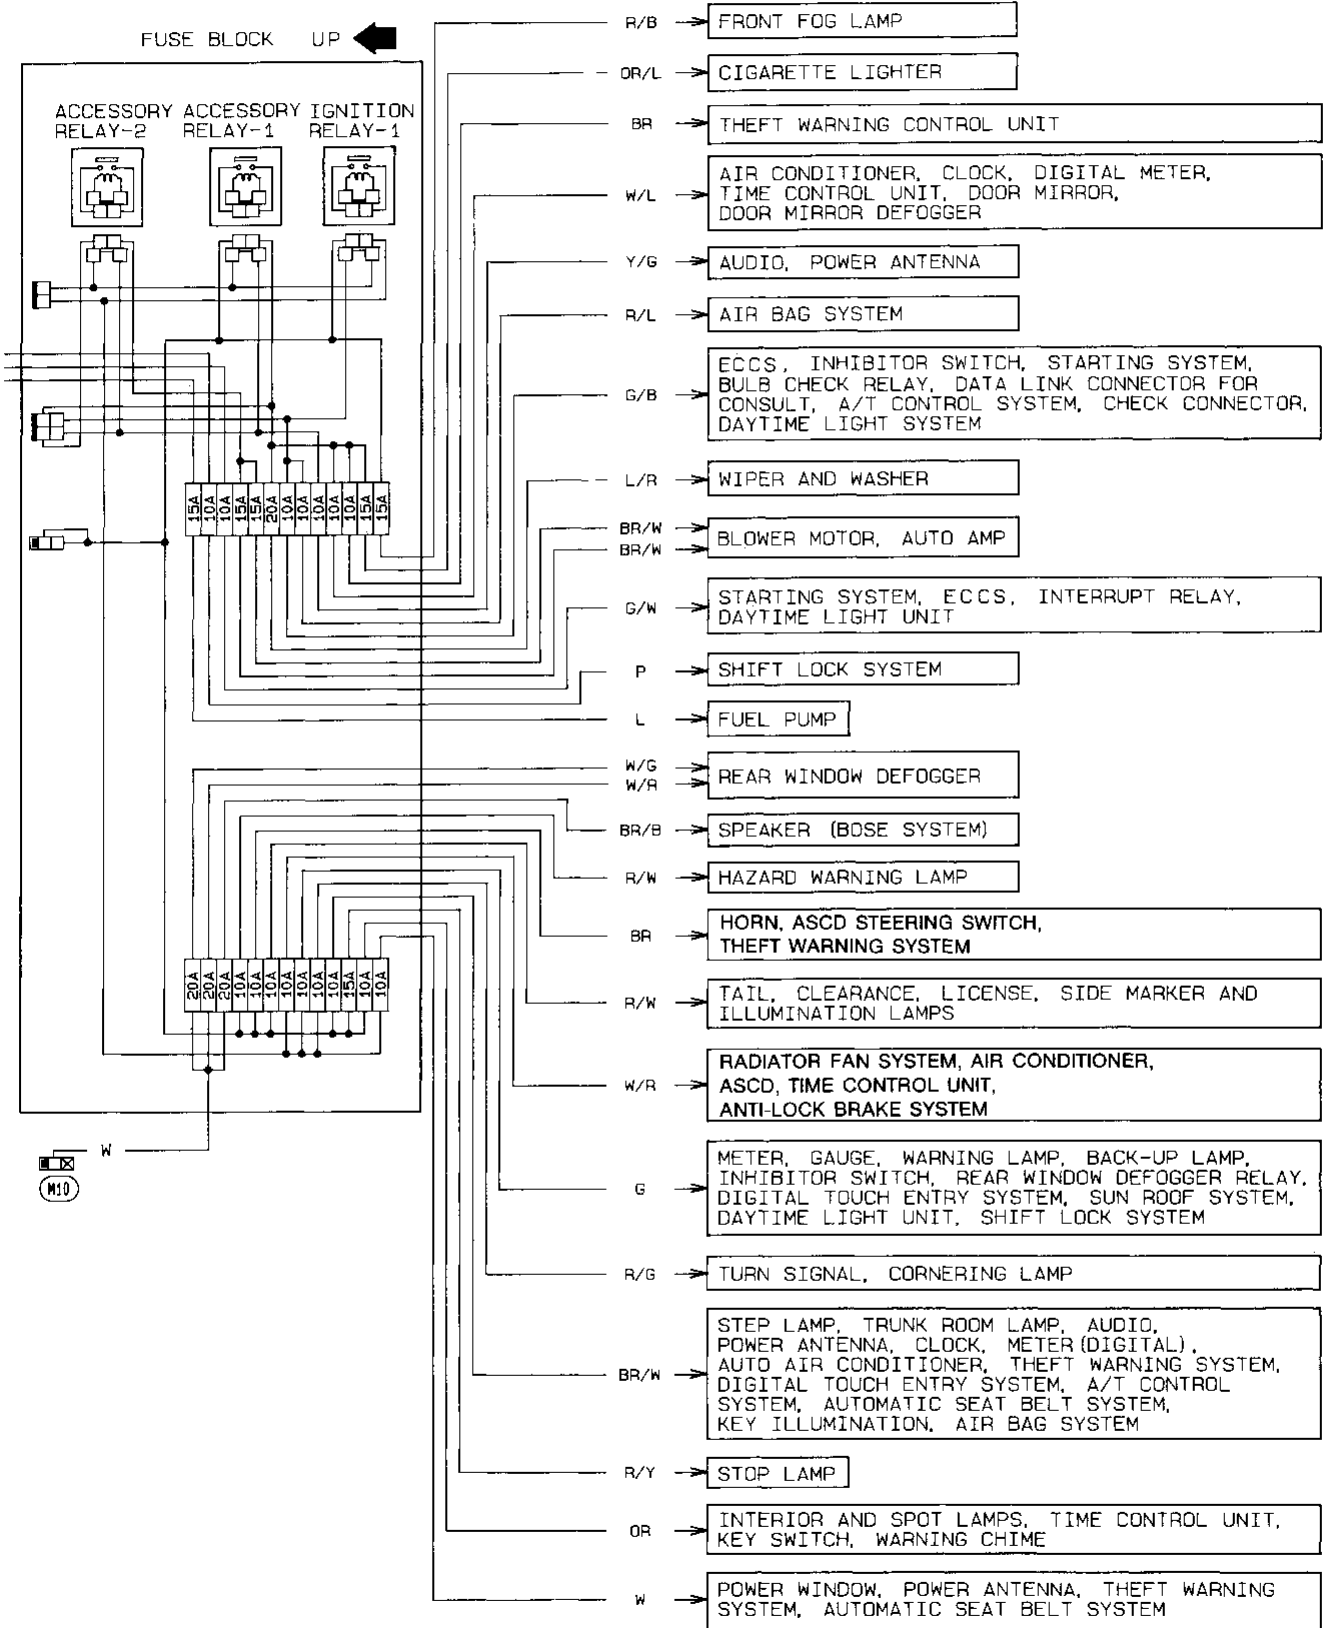 FUSE BLOCK UP
ACCESSORY RELAY-2
ACCESSORY RELAY-1
IGNITION RELAY-1
15A
10A
10A
15A
15A
20A
10A
10A
10A
10A
10A
15A
15A
20A
20A
20A
10A
10A
10A
10A
10A
10A
10A
15A
10A
10A
W
M10
R/B
FRONT FOG LAMP
OR/L
CIGARETTE LIGHTER
BR
THEFT WARNING CONTROL UNIT
W/L
AIR CONDITIONER, CLOCK, DIGITAL METER,
TIME CONTROL UNIT, DOOR MIRROR,
DOOR MIRROR DEFOGGER
Y/G
AUDIO, POWER ANTENNA
R/L
AIR BAG SYSTEM
G/B
ECCS, INHIBITOR SWITCH, STARTING SYSTEM,
BULB CHECK RELAY, DATA LINK CONNECTOR FOR
CONSULT, A/T CONTROL SYSTEM, CHECK CONNECTOR,
DAYTIME LIGHT SYSTEM
L/R
WIPER AND WASHER
BR/W
BR/W
BLOWER MOTOR, AUTO AMP
G/W
STARTING SYSTEM, ECCS, INTERRUPT RELAY,
DAYTIME LIGHT UNIT
P
SHIFT LOCK SYSTEM
L
FUEL PUMP
W/G
W/R
REAR WINDOW DEFOGGER
BR/B
SPEAKER (BOSE SYSTEM)
R/W
HAZARD WARNING LAMP
BR
HORN, ASCD STEERING SWITCH,
THEFT WARNING SYSTEM
R/W
TAIL, CLEARANCE, LICENSE, SIDE MARKER AND
ILLUMINATION LAMPS
W/R
RADIATOR FAN SYSTEM, AIR CONDITIONER,
ASCD, TIME CONTROL UNIT,
ANTI-LOCK BRAKE SYSTEM
G
METER, GAUGE, WARNING LAMP, BACK-UP LAMP,
INHIBITOR SWITCH, REAR WINDOW DEFOGGER RELAY,
DIGITAL TOUCH ENTRY SYSTEM, SUN ROOF SYSTEM,
DAYTIME LIGHT UNIT, SHIFT LOCK SYSTEM
R/G
TURN SIGNAL, CORNERING LAMP
BR/W
STEP LAMP, TRUNK ROOM LAMP, AUDIO,
POWER ANTENNA, CLOCK, METER(DIGITAL),
AUTO AIR CONDITIONER, THEFT WARNING SYSTEM,
DIGITAL TOUCH ENTRY SYSTEM, A/T CONTROL
SYSTEM, AUTOMATIC SEAT BELT SYSTEM,
KEY ILLUMINATION, AIR BAG SYSTEM
R/Y
STOP LAMP
OR
INTERIOR AND SPOT LAMPS, TIME CONTROL UNIT,
KEY SWITCH, WARNING CHIME
W
POWER WINDOW, POWER ANTENNA, THEFT WARNING
SYSTEM, AUTOMATIC SEAT BELT SYSTEM